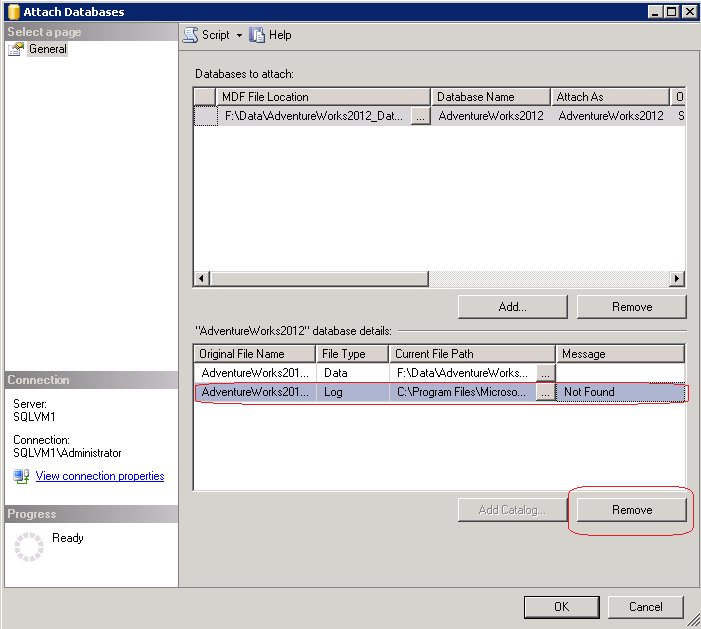 Attach Databases
Select a page
General
Script Help
Databases to attach:
MDF File Location Database Name Attach As O
F:\Data\AdventureWorks2012_Dat... ... AdventureWorks2012 AdventureWorks2012 S
Add... Remove
"AdventureWorks2012" database details:
Original File Name File Type Current File Path Message
AdventureWorks201... Data F:\Data\AdventureWorks... ...
AdventureWorks201... Log C:\Program Files\Microso... ... Not Found
Add Catalog... Remove
Connection
Server:
SQLVM1
Connection:
SQLVM1\Administrator
View connection properties
Progress
Ready
OK Cancel